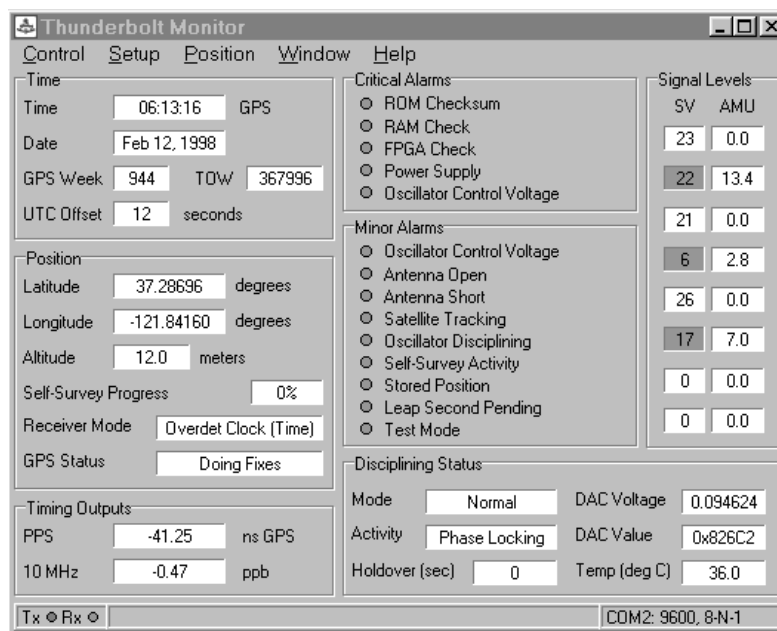 Thunderbolt Monitor
Control Setup Position Window Help
Time
Time 06:13:16 GPS
Date Feb 12, 1998
GPS Week 944 TOW 367996
UTC Offset 12 seconds
Position
Latitude 37.28696 degrees
Longitude -121.84160 degrees
Altitude 12.0 meters
Self-Survey Progress 0%
Receiver Mode Overdet Clock (Time)
GPS Status Doing Fixes
Timing Outputs
PPS -41.25 ns GPS
10 MHz -0.47 ppb
Critical Alarms
ROM Checksum
RAM Check
FPGA Check
Power Supply
Oscillator Control Voltage
Minor Alarms
Oscillator Control Voltage
Antenna Open
Antenna Short
Satellite Tracking
Oscillator Disciplining
Self-Survey Activity
Stored Position
Leap Second Pending
Test Mode
Signal Levels
SV AMU
23 0.0
22 13.4
21 0.0
6 2.8
26 0.0
17 7.0
0 0.0
0 0.0
Disciplining Status
Mode Normal DAC Voltage 0.094624
Activity Phase Locking DAC Value 0x826C2
Holdover (sec) 0 Temp (deg C) 36.0
Tx Rx COM2: 9600, 8-N-1